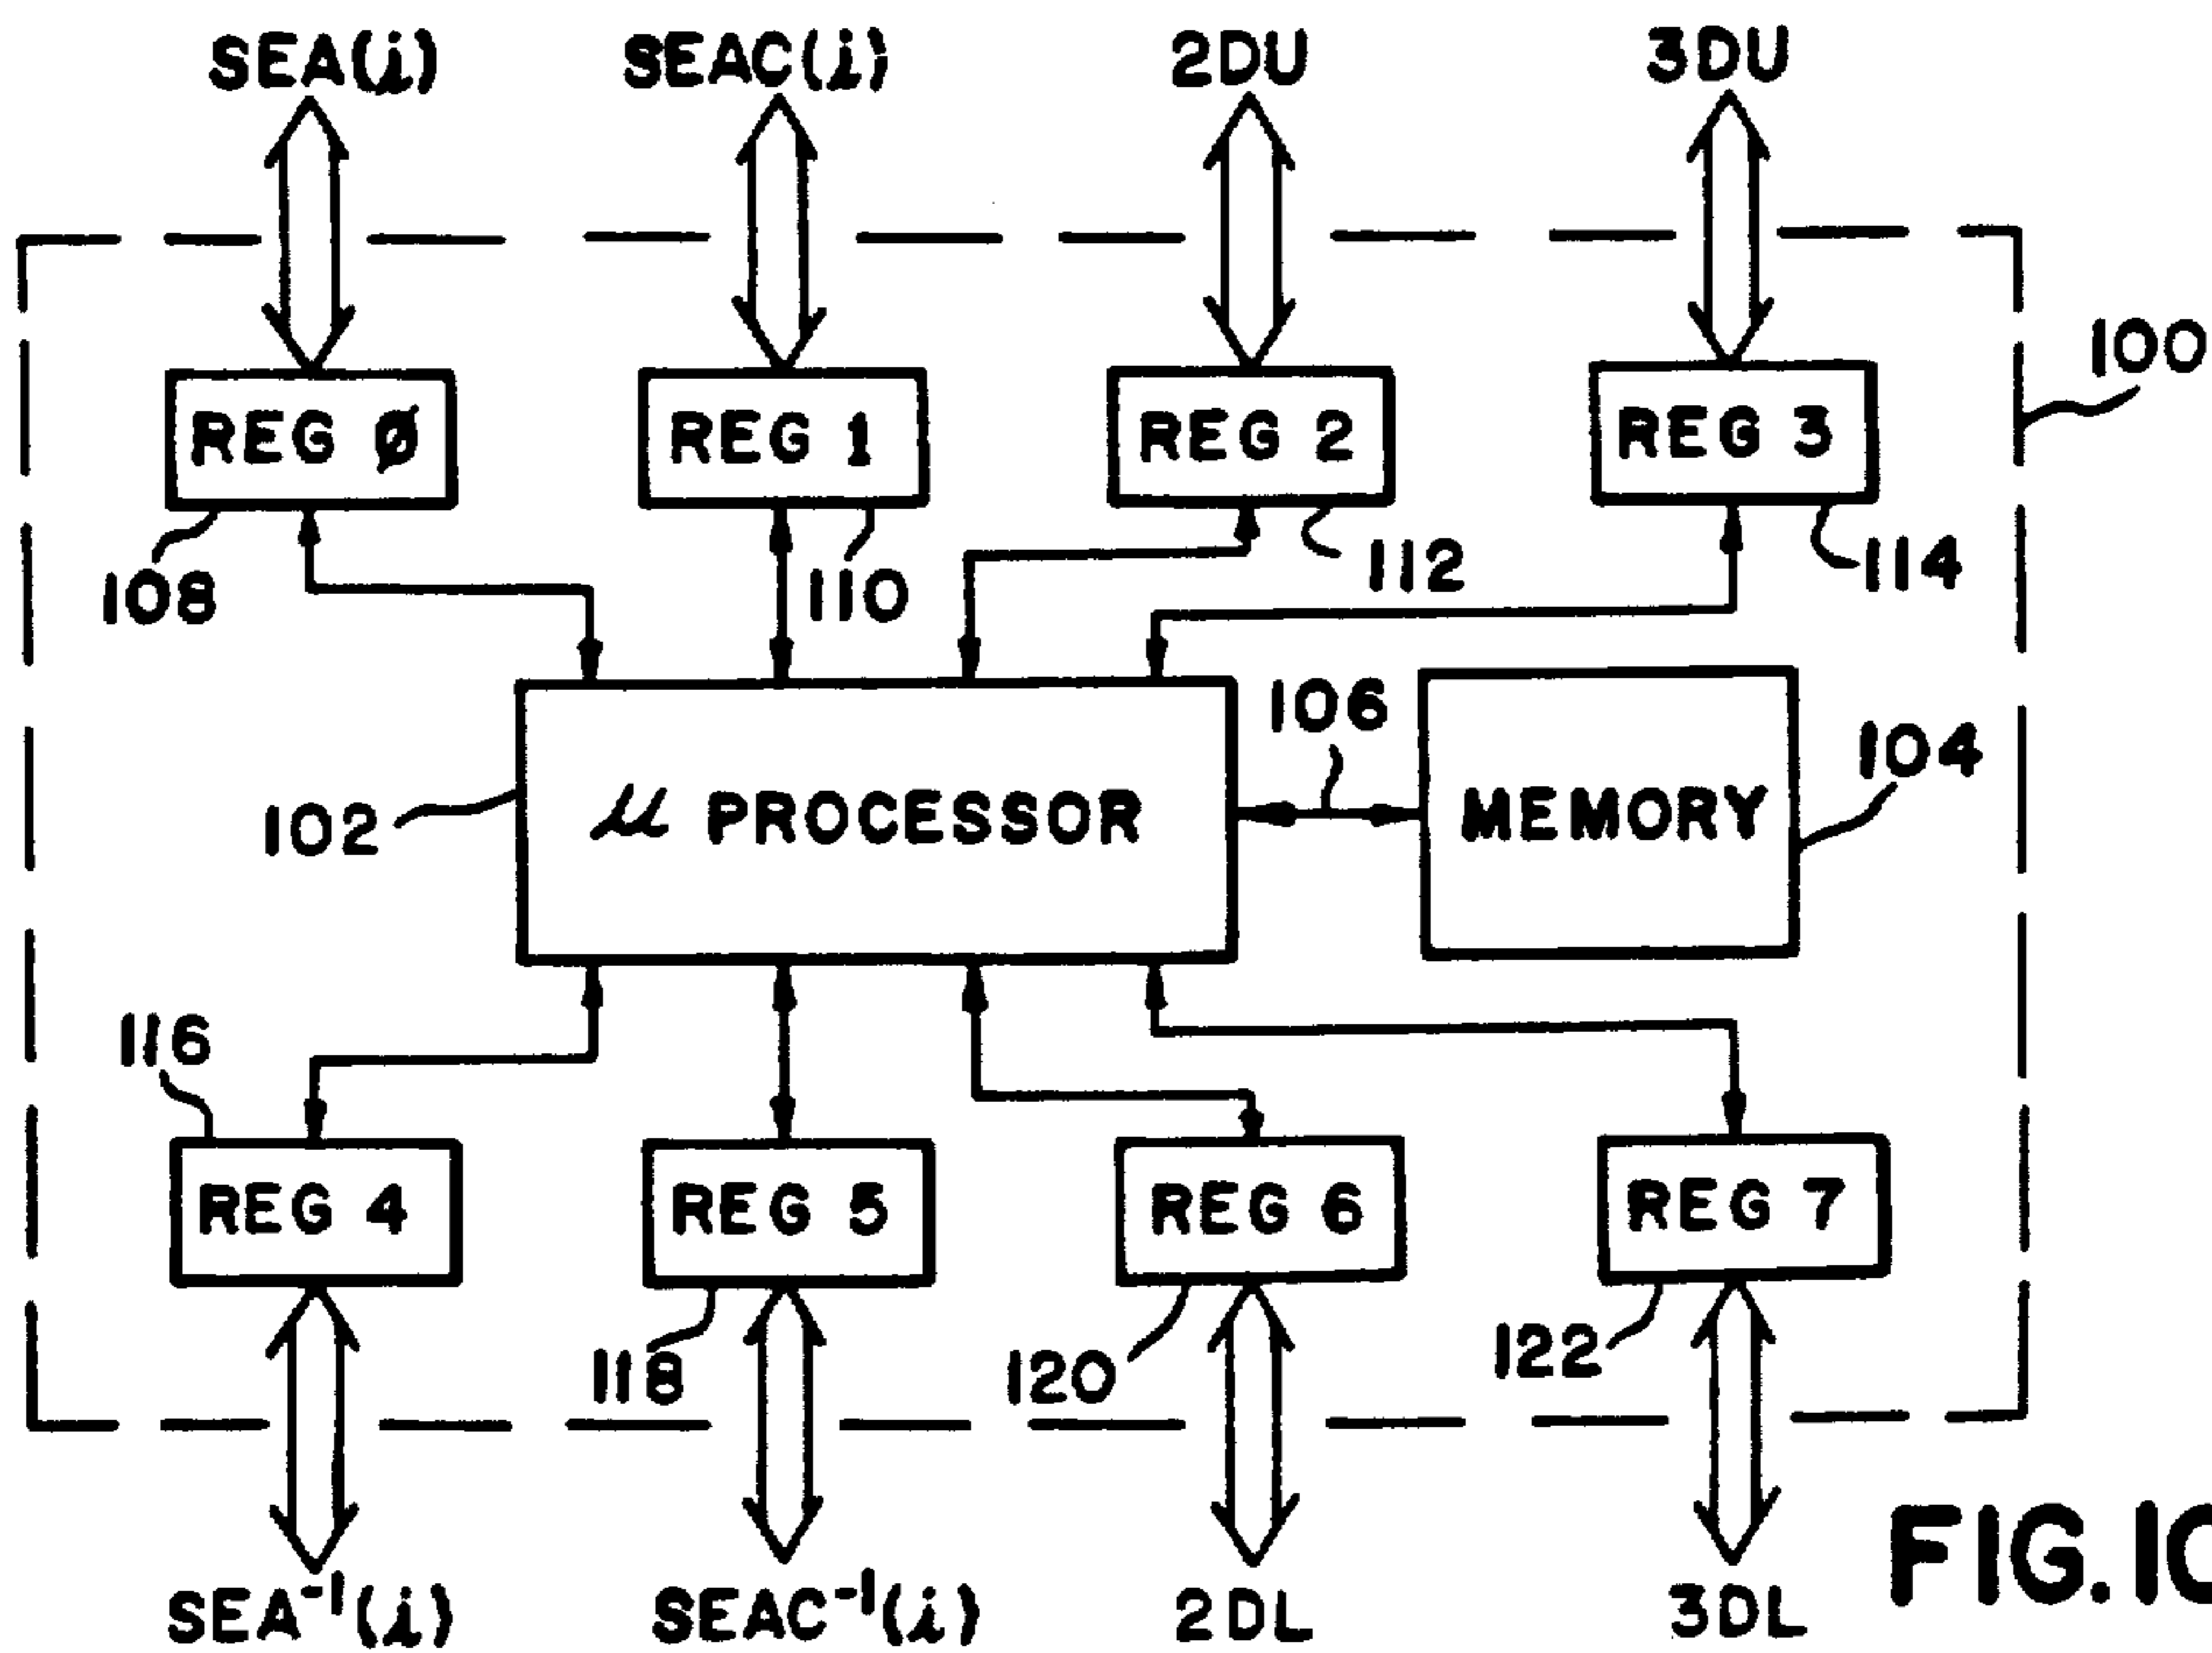 SEA(i) SEAC(i) 2DU 3DU
100
REG Ø REG 1 REG 2 REG 3
108 110 112 114
106
102 µ PROCESSOR MEMORY 104
116
REG 4 REG 5 REG 6 REG 7
118 120 122
SEA⁻¹(i) SEAC⁻¹(i) 2DL 3DL
FIG.10